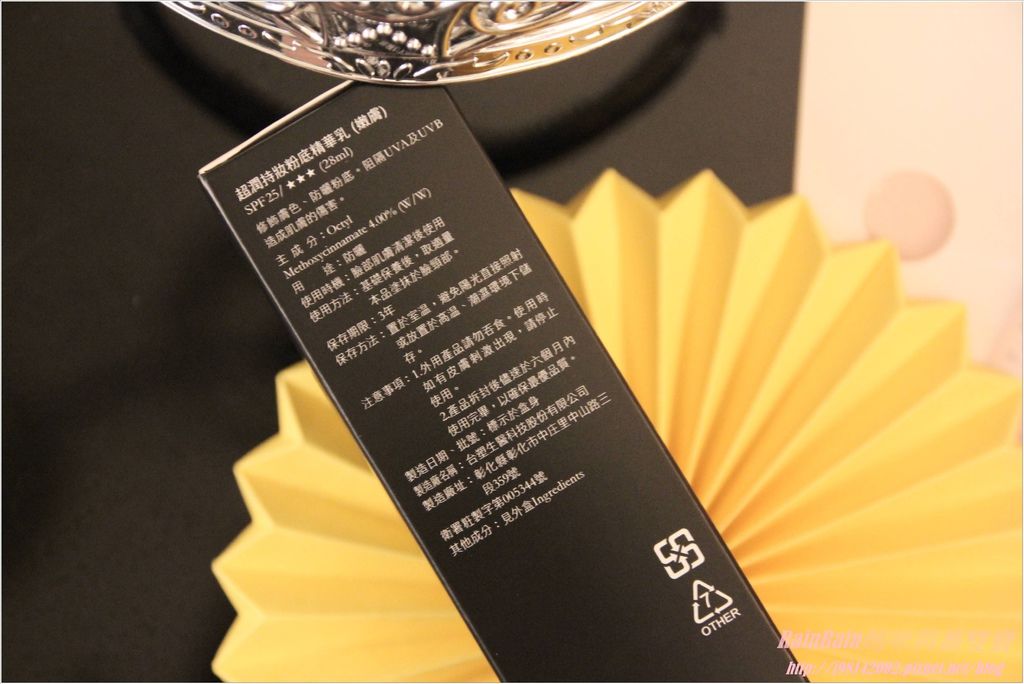 超潤持妝粉底精華乳 (嫩膚)
SPF25/ ★★★ (28ml)
修飾膚色、防曬粉底。阻隔UVA及UVB
造成肌膚的傷害。
主 成 分：Octyl
Methoxycinnamate 4.00% (W/W)
用 途：防曬
使用時機：臉部肌膚清潔後使用
使用方法：基礎保養後，取適量
本品塗抹於臉頸部。
保存期限：3年
保存方法：置於室溫，避免陽光直接照射
或放置於高溫、潮濕環境下儲
存。
注意事項：1.外用產品請勿吞食。使用時
如有皮膚刺激出現，請停止
使用。
2.產品拆封後儘速於六個月內
使用完畢，以確保最優品質。
製造日期、批號：標示於盒身
製造廠名稱：台塑生醫科技股份有限公司
製造廠址：彰化縣彰化市中庄里中山路三
段359號
衛署粧製字第005344號
其他成分：見外盒Ingredients
7
OTHER
RainRain